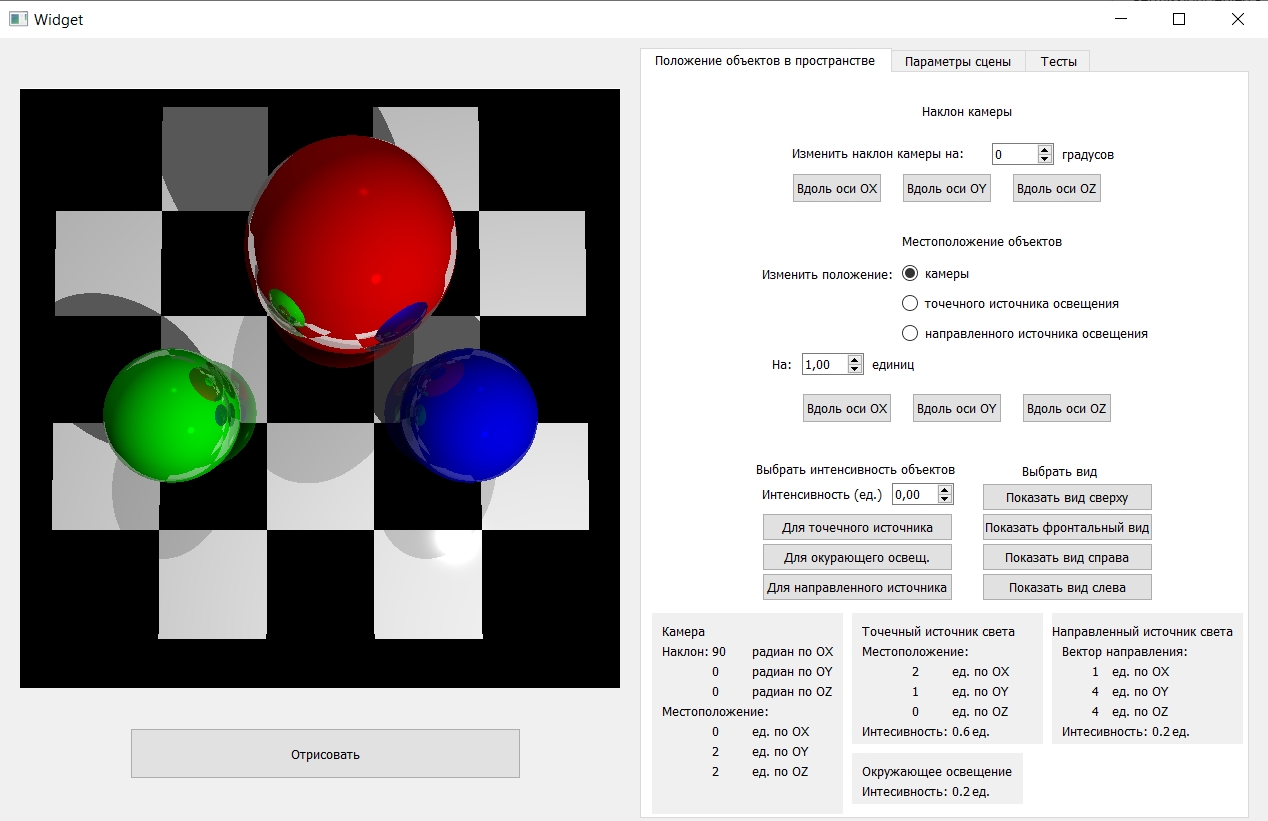 Widget
Положение объектов в пространстве
Параметры сцены
Тесты
Наклон камеры
Изменить наклон камеры на: 0 градусов
Вдоль оси OX Вдоль оси OY Вдоль оси OZ
Местоположение объектов
Изменить положение: камеры
точечного источника освещения
направленного источника освещения
На: 1,00 единиц
Вдоль оси OX Вдоль оси OY Вдоль оси OZ
Выбрать интенсивность объектов
Интенсивность (ед.) 0,00
Для точечного источника
Для окурающего освещ.
Для направленного источника
Выбрать вид
Показать вид сверху
Показать фронтальный вид
Показать вид справа
Показать вид слева
Камера
Наклон: 90 радиан по OX
0 радиан по OY
0 радиан по OZ
Местоположение:
0 ед. по OX
2 ед. по OY
2 ед. по OZ
Точечный источник света
Местоположение:
2 ед. по OX
1 ед. по OY
0 ед. по OZ
Интесивность: 0.6 ед.
Направленный источник света
Вектор направления:
1 ед. по OX
4 ед. по OY
4 ед. по OZ
Интесивность: 0.2 ед.
Окружающее освещение
Интесивность: 0.2 ед.
Отрисовать